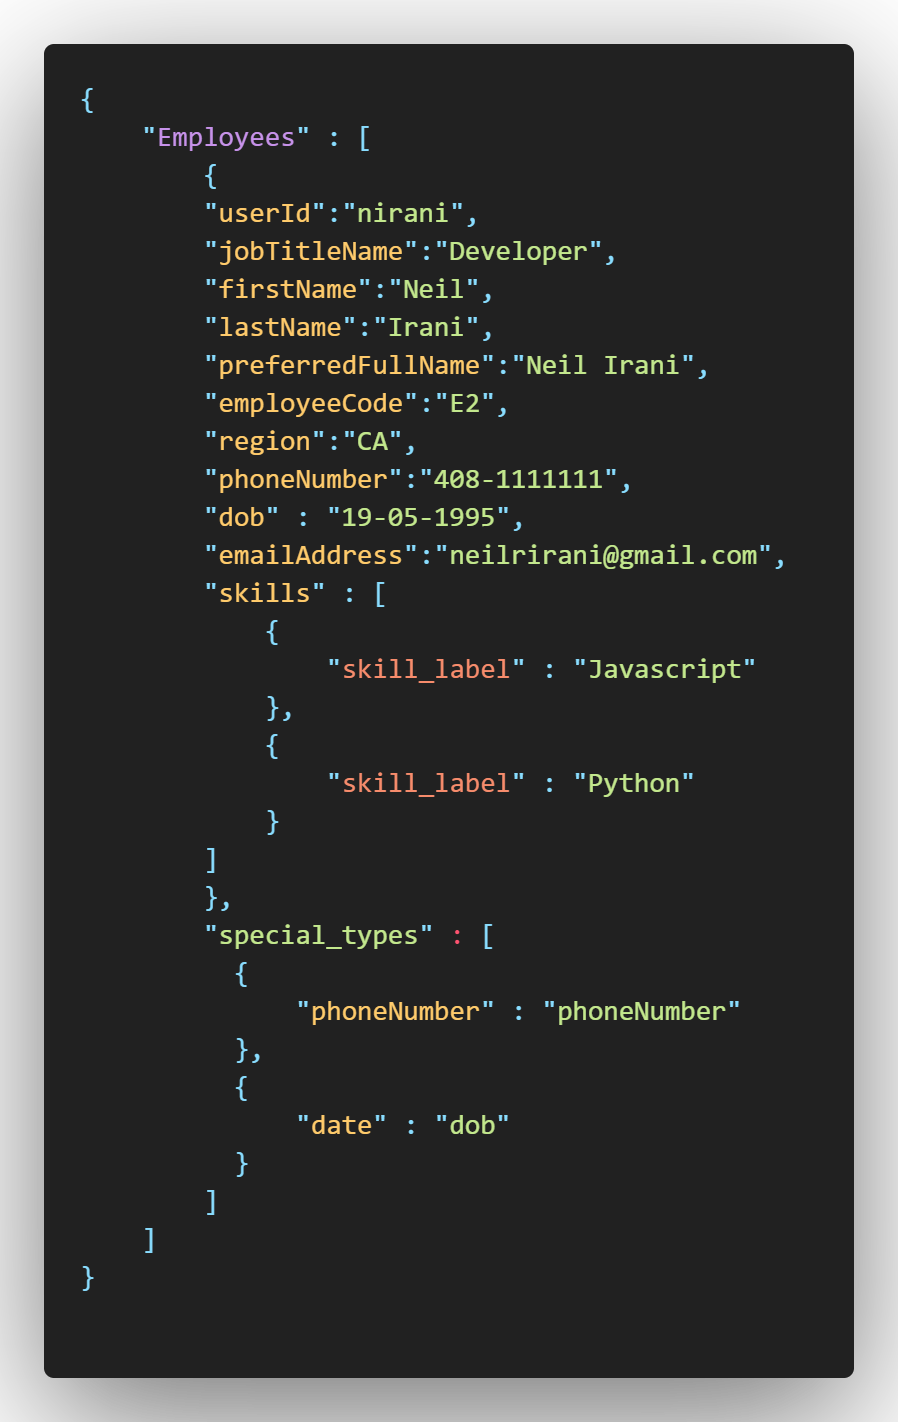 {
    "Employees" : [
        {
        "userId":"nirani",
        "jobTitleName":"Developer",
        "firstName":"Neil",
        "lastName":"Irani",
        "preferredFullName":"Neil Irani",
        "employeeCode":"E2",
        "region":"CA",
        "phoneNumber":"408-1111111",
        "dob" : "19-05-1995",
        "emailAddress":"neilrirani@gmail.com",
        "skills" : [
            {
                "skill_label" : "Javascript"
            },
            {
                "skill_label" : "Python"
            }
        ]
        },
        "special_types" : [
          {
              "phoneNumber" : "phoneNumber"
          },
          {
              "date" : "dob"
          }
        ]
    ]
}